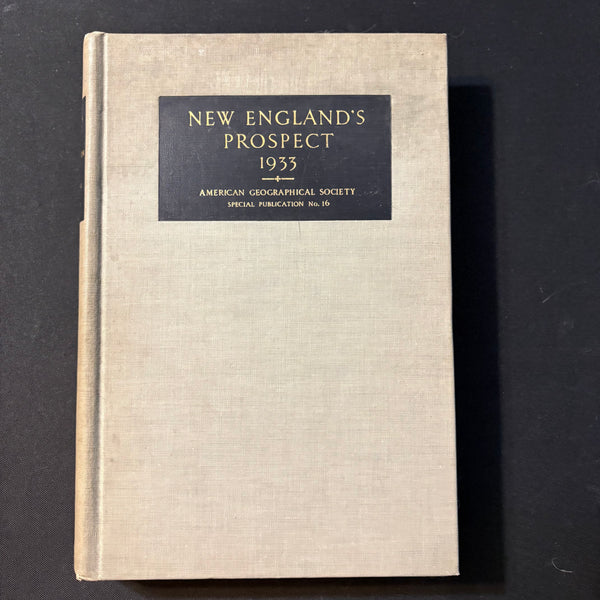 NEW ENGLAND'S
PROSPECT
1933
AMERICAN GEOGRAPHICAL SOCIETY
SPECIAL PUBLICATION No. 16